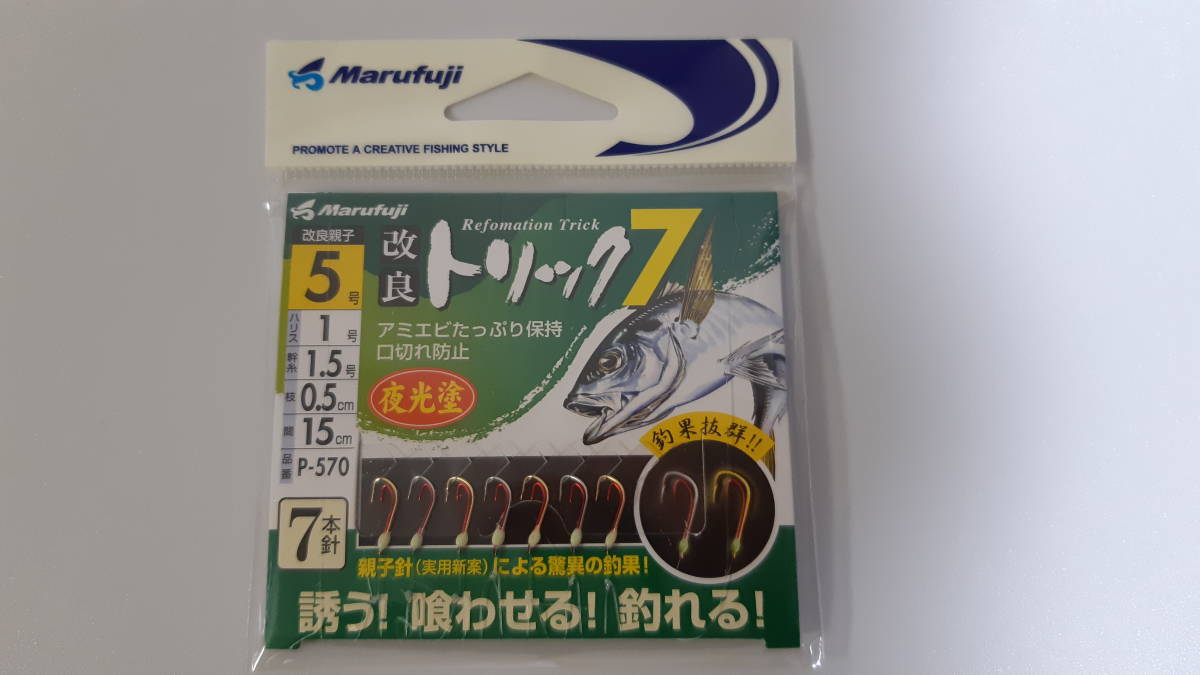 Marufuji
PROMOTE A CREATIVE FISHING STYLE
Marufuji
改良親子
5号
ハリス 1号
幹糸 1.5号
枝 0.5cm
間 15cm
品番 P-570
7本針
Refomation Trick
改良トリック7
アミエビたっぷり保持
口切れ防止
夜光塗
釣果抜群!!
親子針(実用新案)による驚異の釣果!
誘う!喰わせる!釣れる!